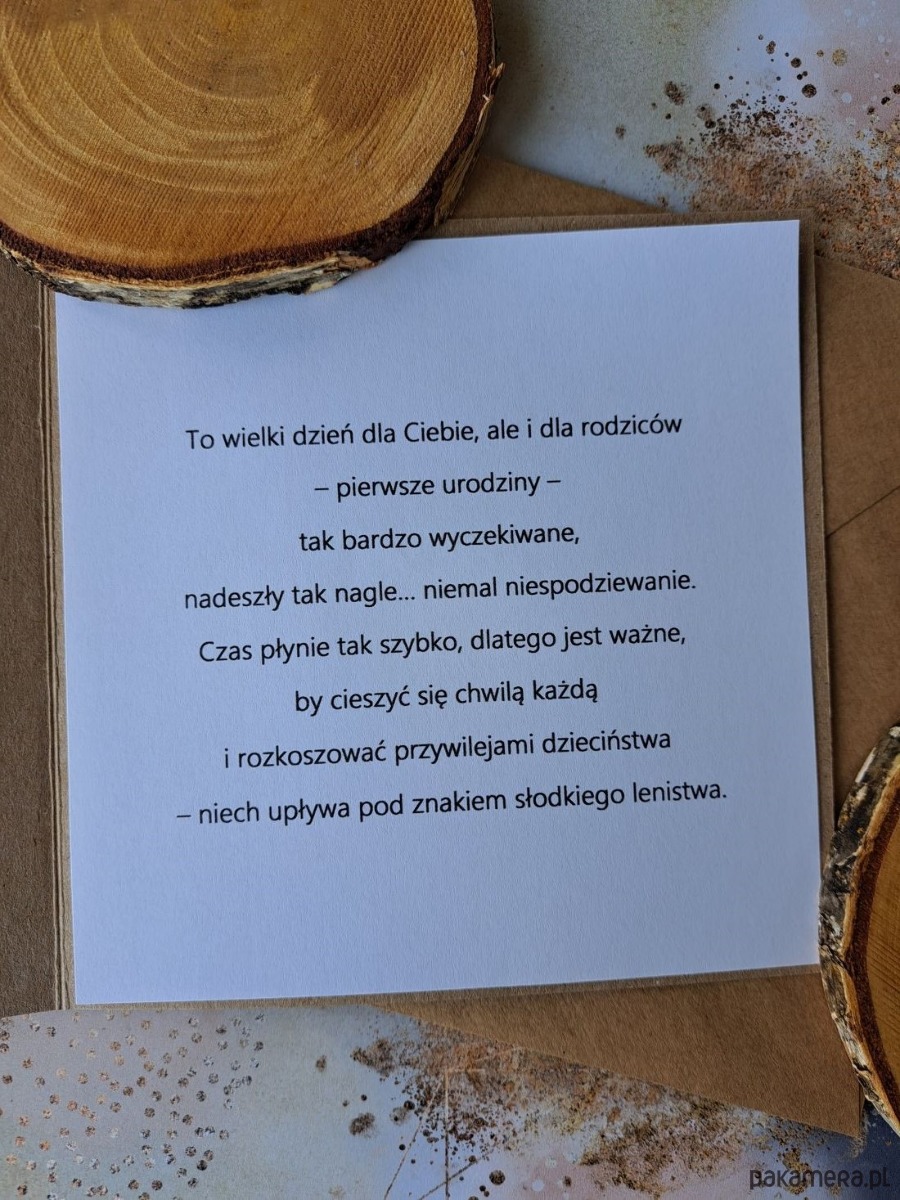 To wielki dzień dla Ciebie, ale i dla rodziców
– pierwsze urodziny –
tak bardzo wyczekiwane,
nadeszły tak nagle... niemal niespodziewanie.
Czas płynie tak szybko, dlatego jest ważne,
by cieszyć się chwilą każdą
i rozkoszować przywilejami dzieciństwa
– niech upływa pod znakiem słodkiego lenistwa.
pakamera.pl